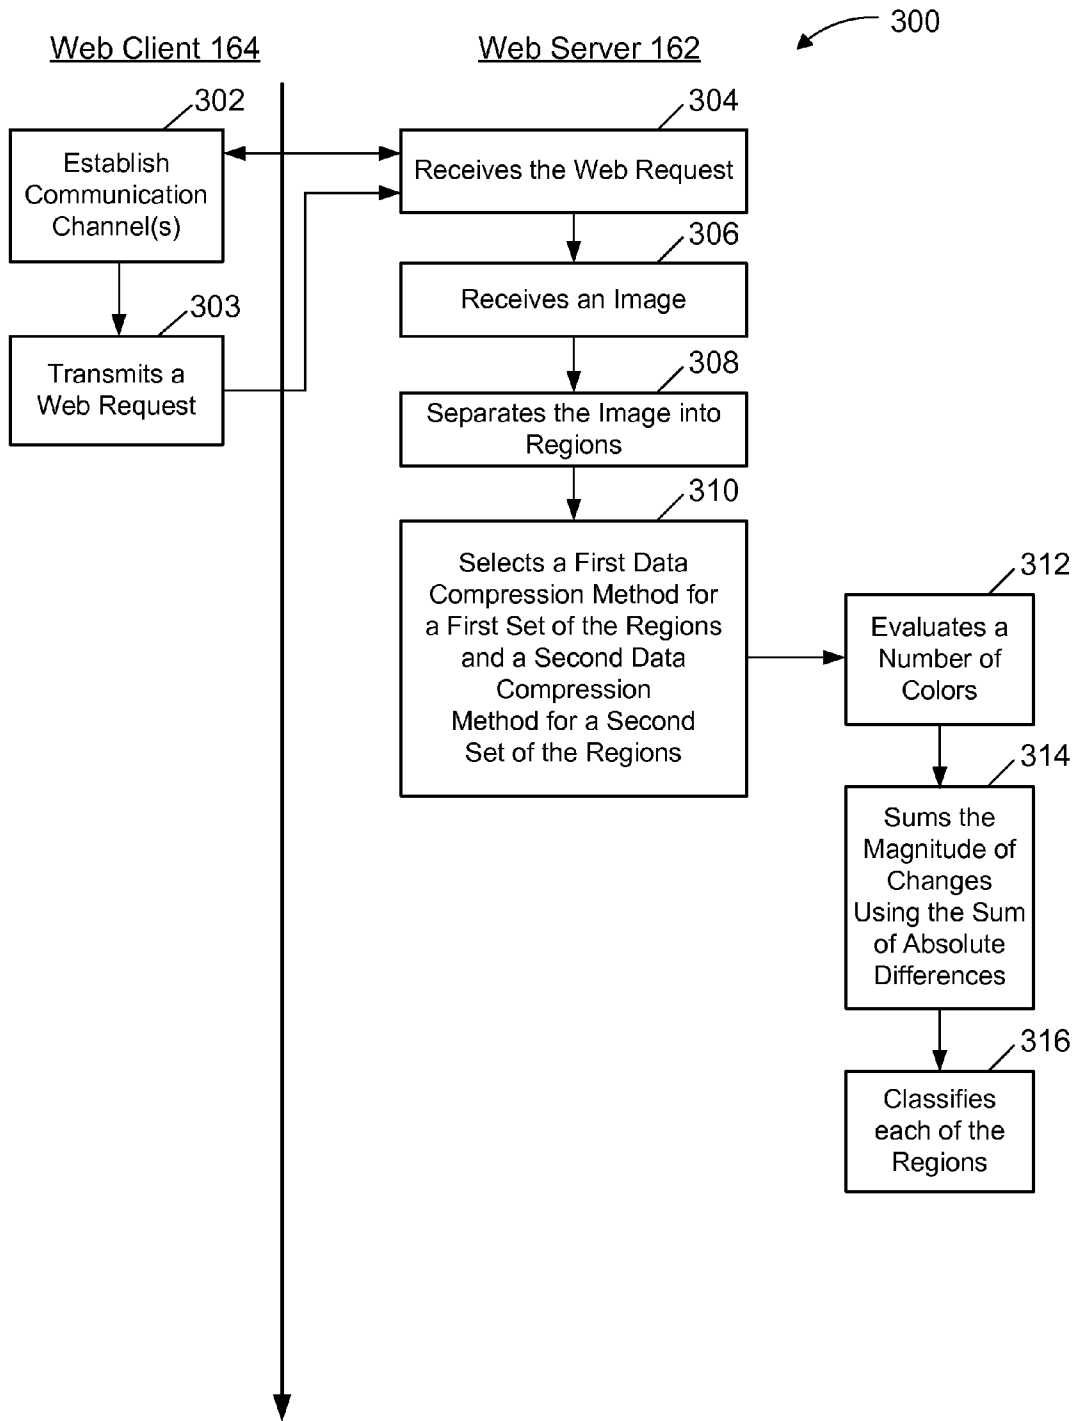 300
Web Client 164
Web Server 162
302
Establish
Communication
Channel(s)
303
Transmits a
Web Request
304
Receives the Web Request
306
Receives an Image
308
Separates the Image into
Regions
310
Selects a First Data
Compression Method for
a First Set of the Regions
and a Second Data
Compression
Method for a Second
Set of the Regions
312
Evaluates a
Number of
Colors
314
Sums the
Magnitude of
Changes
Using the Sum
of Absolute
Differences
316
Classifies
each of the
Regions